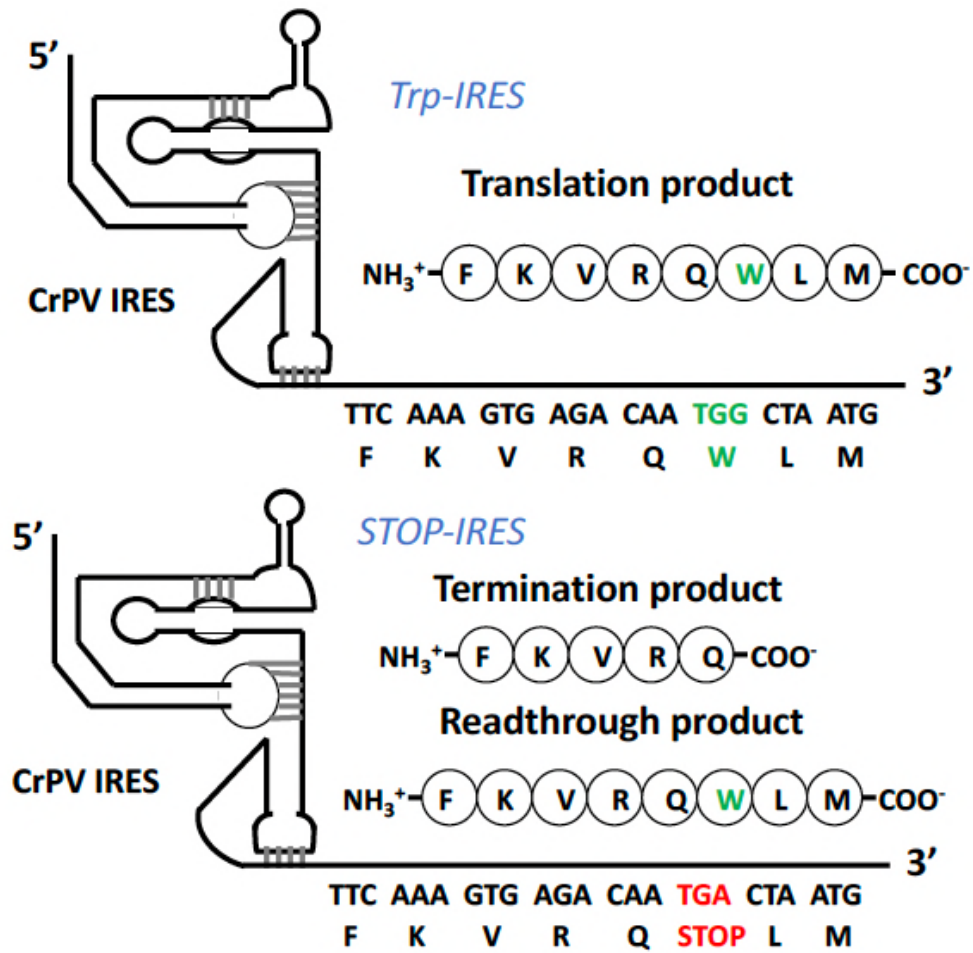 5’
Trp-IRES
Translation product
NH3+ F K V R Q W L M COO-
CrPV IRES
3’
TTC AAA GTG AGA CAA TGG CTA ATG
F K V R Q W L M
5’
STOP-IRES
Termination product
NH3+ F K V R Q COO-
Readthrough product
CrPV IRES
NH3+ F K V R Q W L M COO-
3’
TTC AAA GTG AGA CAA TGA CTA ATG
F K V R Q STOP L M